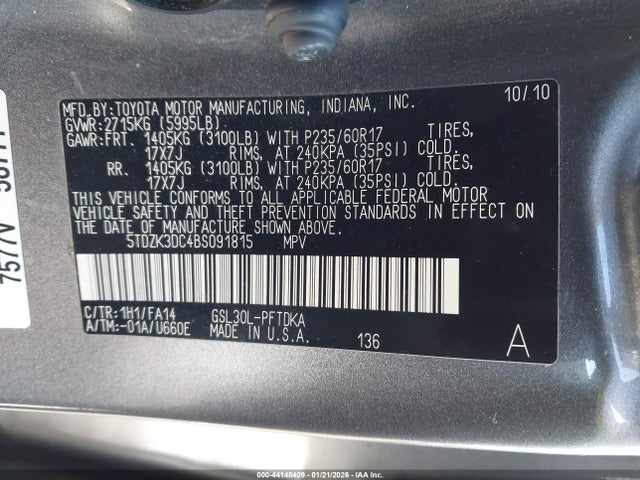 MFD.BY:TOYOTA MOTOR MANUFACTURING, INDIANA, INC. 10/10
GVWR:2715KG (5995LB)
GAWR:FRT. 1405KG (3100LB) WITH P235/60R17 TIRES,
17X7J RIMS, AT 240KPA (35PSI) COLD.
RR. 1405KG (3100LB) WITH P235/60R17 TIRES,
17X7J RIMS, AT 240KPA (35PSI) COLD.
THIS VEHICLE CONFORMS TO ALL APPLICABLE FEDERAL MOTOR
VEHICLE SAFETY AND THEFT PREVENTION STANDARDS IN EFFECT ON
THE DATE OF MANUFACTURE SHOWN ABOVE.
5TDZK3DC4BS091815 MPV
C/TR:1H1/FA14 GSL30L-PFTDKA
A/TM:-01A/U660E MADE IN U.S.A. 136 A
000-44148409 - 01/21/2026 - IAAI Corp.